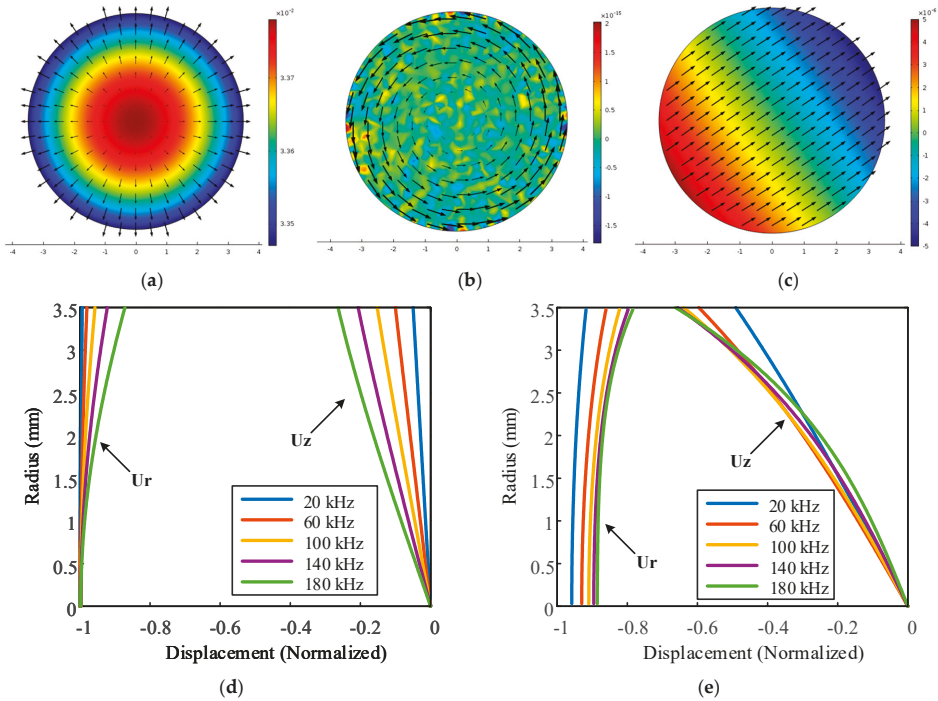 ×10⁻²
3.37
3.36
3.35
-4 -3 -2 -1 0 1 2 3 4
(a)
×10⁻¹⁵
2
1.5
1
0.5
0
-0.5
-1
-1.5
-4 -3 -2 -1 0 1 2 3 4
(b)
×10⁻⁶
5
4
3
2
1
0
-1
-2
-3
-4
-5
-4 -3 -2 -1 0 1 2 3 4
(c)
3.5
3
2.5
2
1.5
1
0.5
0
Radius (mm)
Uz
Ur
20 kHz
60 kHz
100 kHz
140 kHz
180 kHz
-1 -0.8 -0.6 -0.4 -0.2 0
Displacement (Normalized)
(d)
3.5
3
2.5
2
1.5
1
0.5
0
Radius (mm)
Uz
Ur
20 kHz
60 kHz
100 kHz
140 kHz
180 kHz
-1 -0.8 -0.6 -0.4 -0.2 0
Displacement (Normalized)
(e)